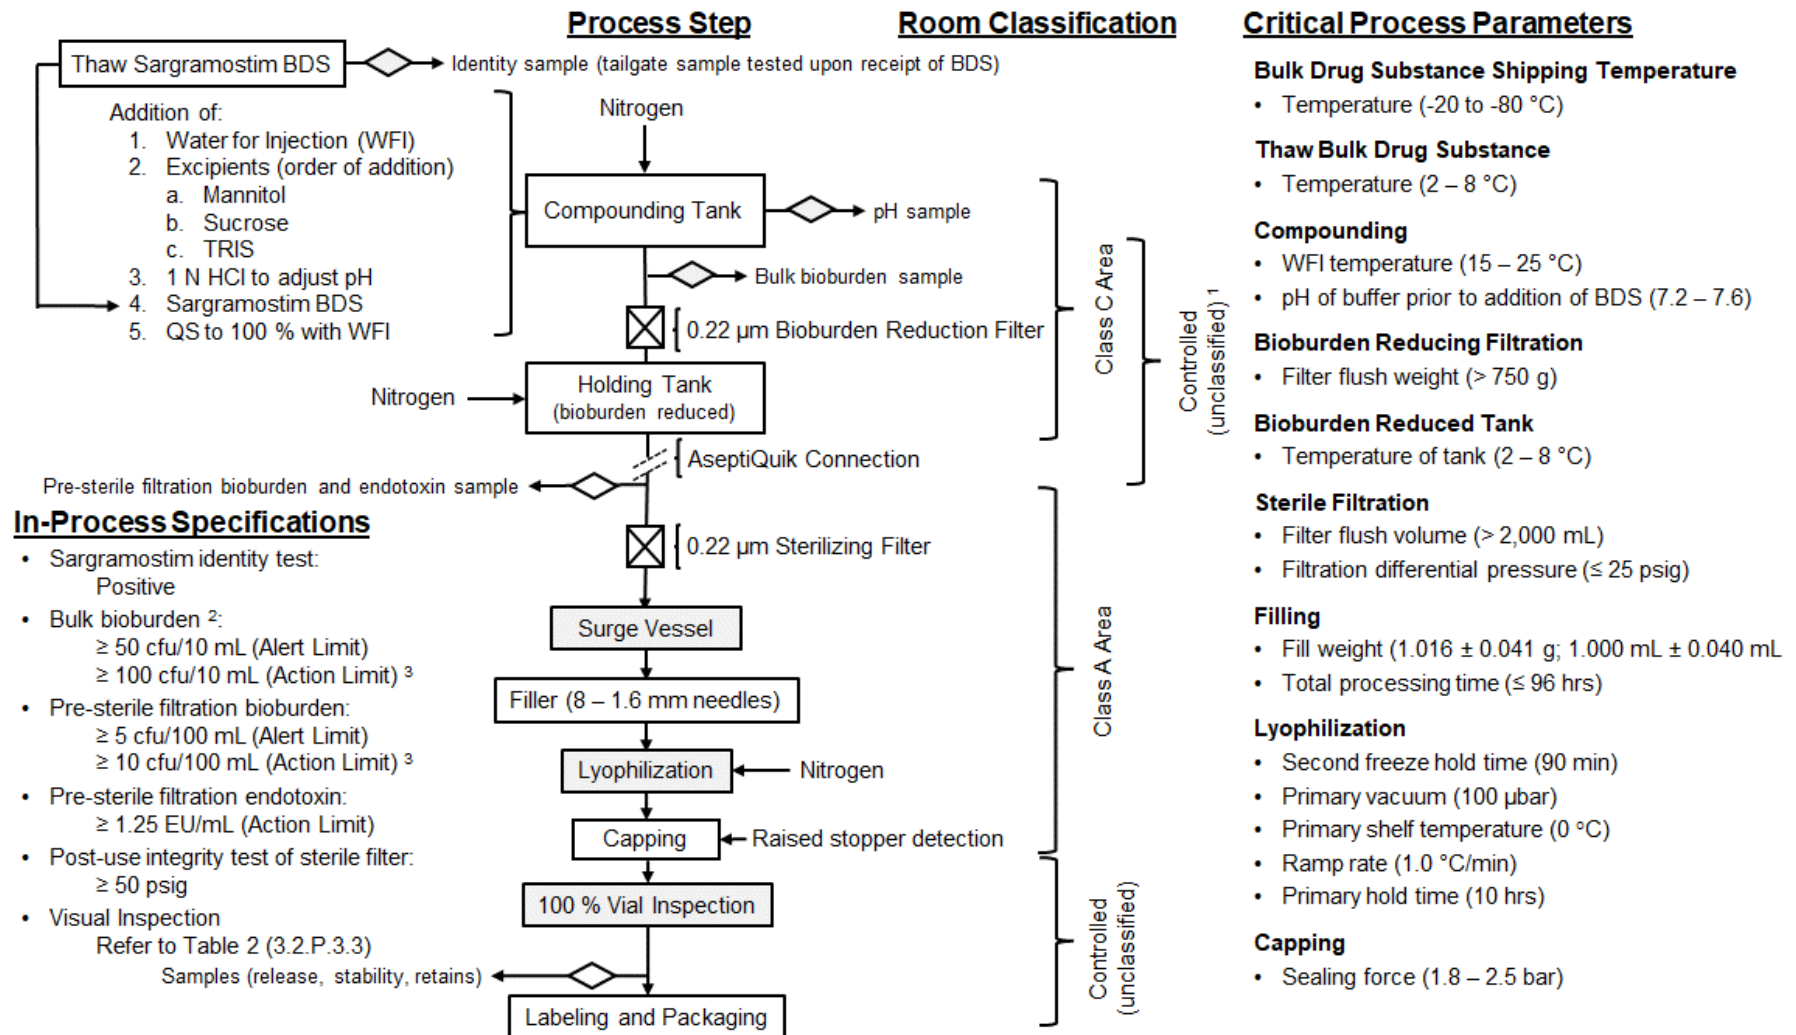 Process Step
Room Classification
Critical Process Parameters
Thaw Sargramostim BDS
Identity sample (tailgate sample tested upon receipt of BDS)
Addition of:
1. Water for Injection (WFI)
2. Excipients (order of addition)
a. Mannitol
b. Sucrose
c. TRIS
3. 1 N HCl to adjust pH
4. Sargramostim BDS
5. QS to 100 % with WFI
Nitrogen
Compounding Tank
pH sample
Bulk bioburden sample
0.22 µm Bioburden Reduction Filter
Nitrogen
Holding Tank
(bioburden reduced)
AseptiQuik Connection
Pre-sterile filtration bioburden and endotoxin sample
0.22 µm Sterilizing Filter
Surge Vessel
Filler (8 – 1.6 mm needles)
Lyophilization
Nitrogen
Capping
Raised stopper detection
100 % Vial Inspection
Samples (release, stability, retains)
Labeling and Packaging
Class C Area
Controlled
(unclassified) 1
Class A Area
Controlled
(unclassified)
In-Process Specifications
• Sargramostim identity test:
Positive
• Bulk bioburden 2:
≥ 50 cfu/10 mL (Alert Limit)
≥ 100 cfu/10 mL (Action Limit) 3
• Pre-sterile filtration bioburden:
≥ 5 cfu/100 mL (Alert Limit)
≥ 10 cfu/100 mL (Action Limit) 3
• Pre-sterile filtration endotoxin:
≥ 1.25 EU/mL (Action Limit)
• Post-use integrity test of sterile filter:
≥ 50 psig
• Visual Inspection
Refer to Table 2 (3.2.P.3.3)
Bulk Drug Substance Shipping Temperature
• Temperature (-20 to -80 °C)
Thaw Bulk Drug Substance
• Temperature (2 – 8 °C)
Compounding
• WFI temperature (15 – 25 °C)
• pH of buffer prior to addition of BDS (7.2 – 7.6)
Bioburden Reducing Filtration
• Filter flush weight (> 750 g)
Bioburden Reduced Tank
• Temperature of tank (2 – 8 °C)
Sterile Filtration
• Filter flush volume (> 2,000 mL)
• Filtration differential pressure (≤ 25 psig)
Filling
• Fill weight (1.016 ± 0.041 g; 1.000 mL ± 0.040 mL
• Total processing time (≤ 96 hrs)
Lyophilization
• Second freeze hold time (90 min)
• Primary vacuum (100 µbar)
• Primary shelf temperature (0 °C)
• Ramp rate (1.0 °C/min)
• Primary hold time (10 hrs)
Capping
• Sealing force (1.8 – 2.5 bar)